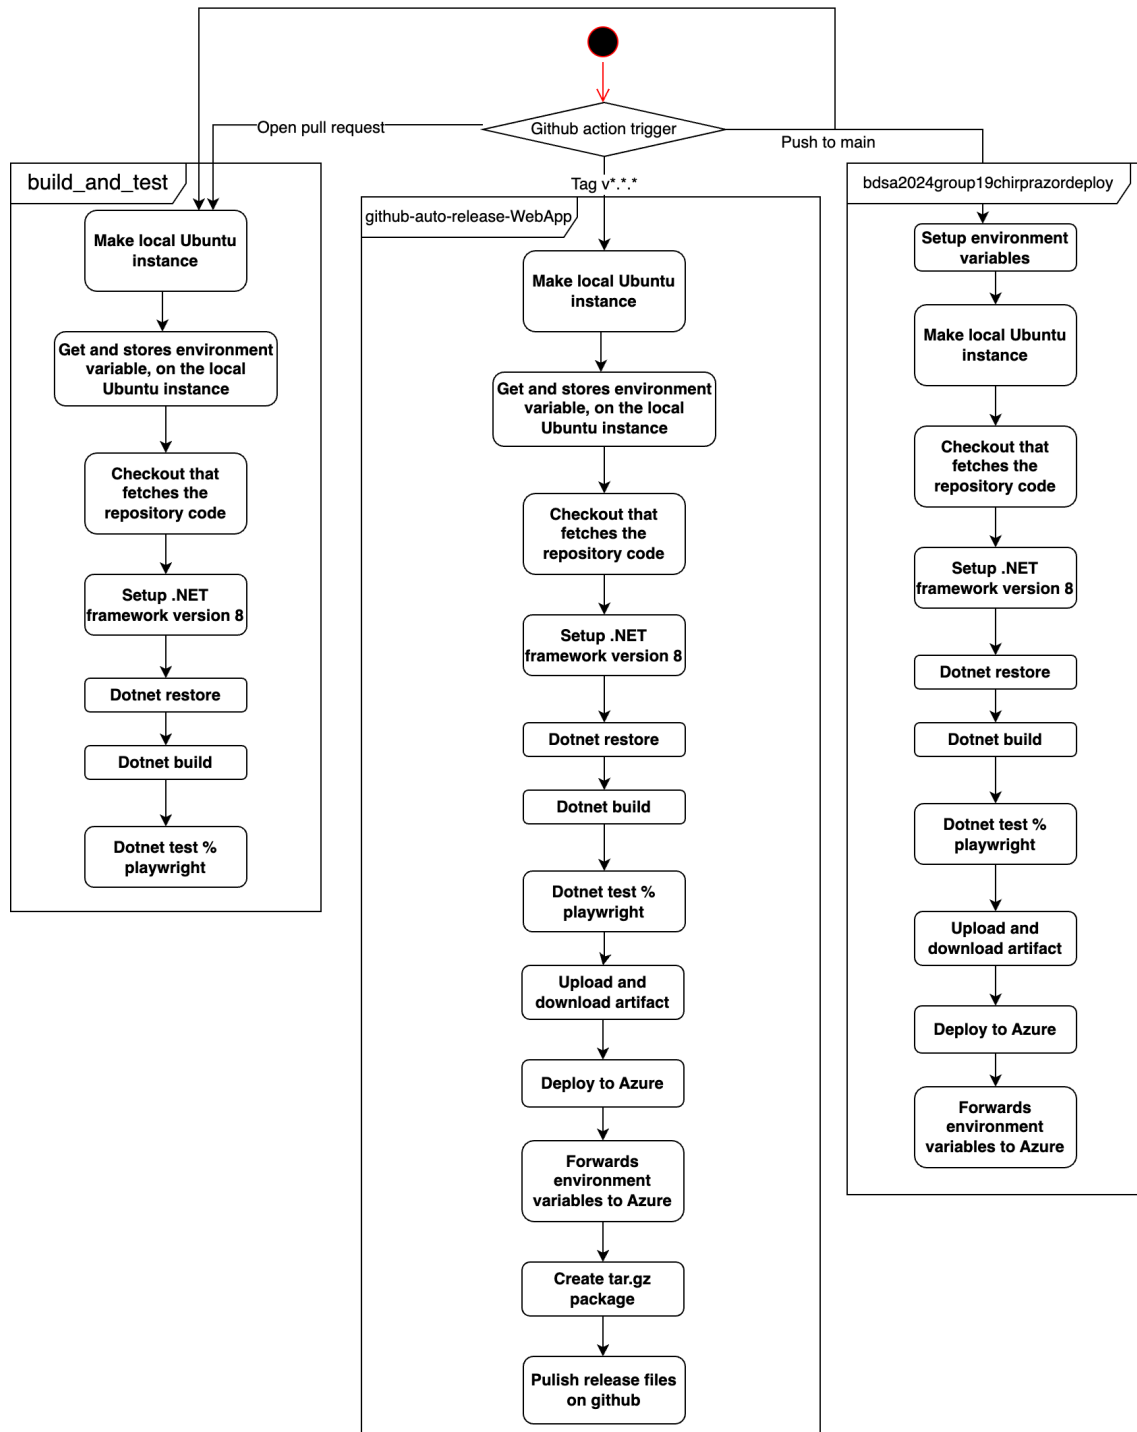 Github action trigger
Open pull request
Push to main
Tag v*.*.*
build_and_test
Make local Ubuntu
instance
Get and stores environment
variable, on the local
Ubuntu instance
Checkout that
fetches the
repository code
Setup .NET
framework version 8
Dotnet restore
Dotnet build
Dotnet test %
playwright
github-auto-release-WebApp
Make local Ubuntu
instance
Get and stores environment
variable, on the local
Ubuntu instance
Checkout that
fetches the
repository code
Setup .NET
framework version 8
Dotnet restore
Dotnet build
Dotnet test %
playwright
Upload and
download artifact
Deploy to Azure
Forwards
environment
variables to Azure
Create tar.gz
package
Pulish release files
on github
bdsa2024group19chirprazordeploy
Setup environment
variables
Make local Ubuntu
instance
Checkout that
fetches the
repository code
Setup .NET
framework version 8
Dotnet restore
Dotnet build
Dotnet test %
playwright
Upload and
download artifact
Deploy to Azure
Forwards
environment
variables to Azure